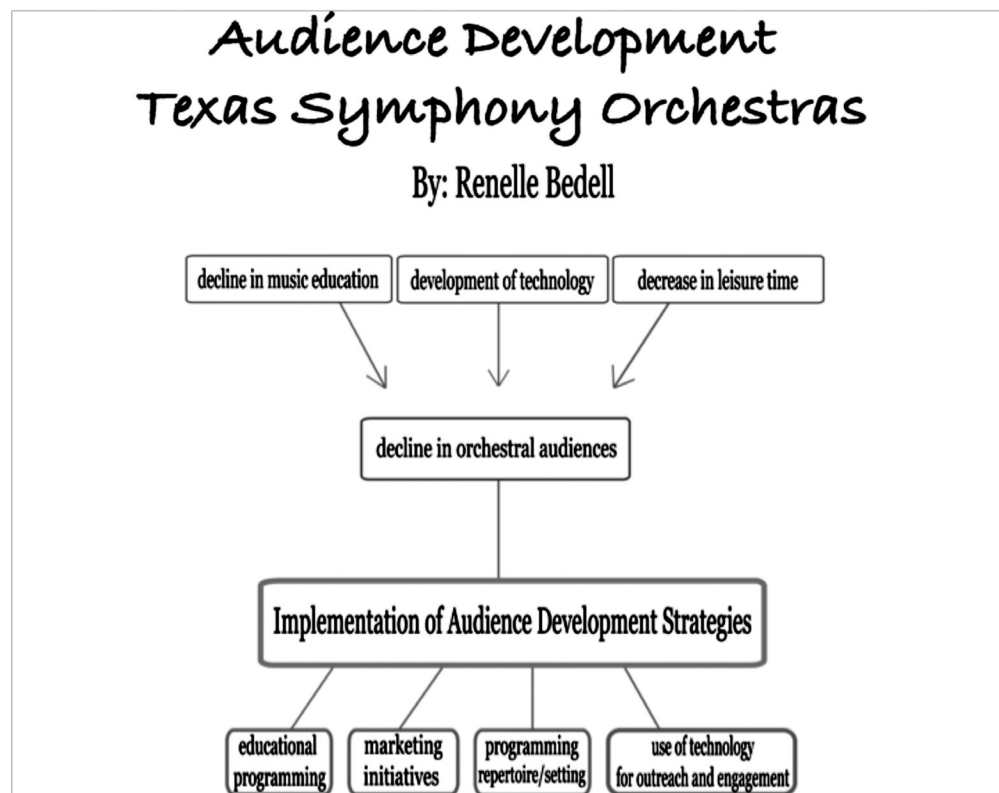 Audience Development
Texas Symphony Orchestras
By: Renelle Bedell
decline in music education
development of technology
decrease in leisure time
decline in orchestral audiences
Implementation of Audience Development Strategies
educational
programming
marketing
initiatives
programming
repertoire/setting
use of technology
for outreach and engagement